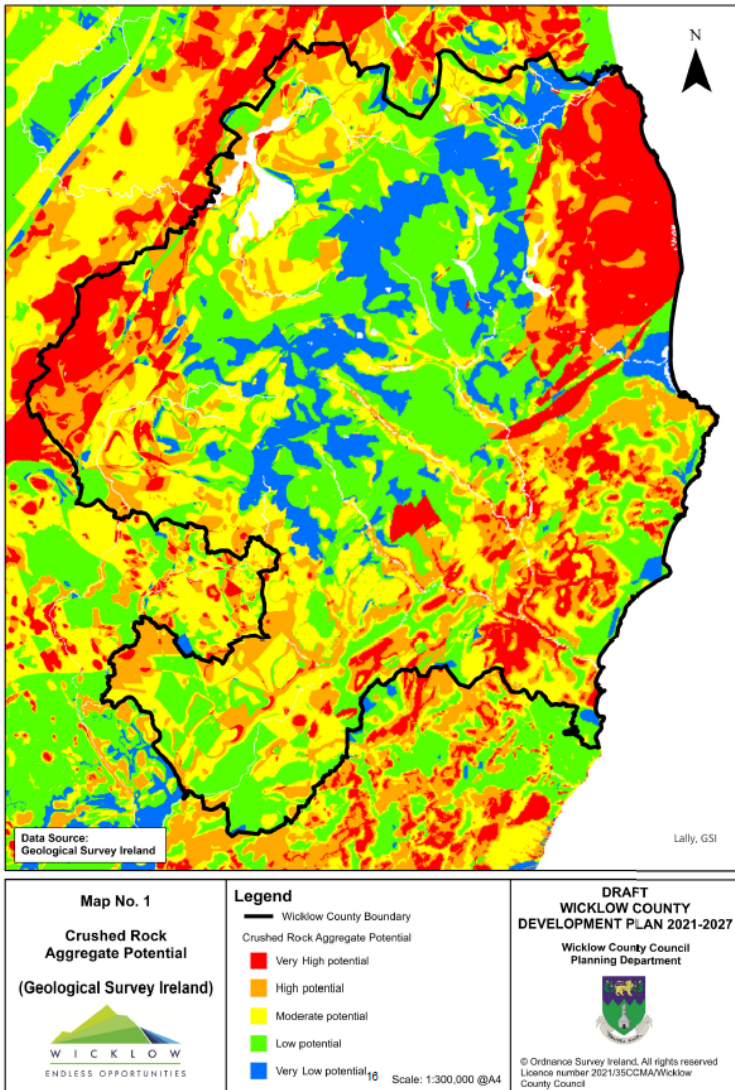 N
Data Source:
Geological Survey Ireland
Lally, GSI
Map No. 1
Crushed Rock
Aggregate Potential
(Geological Survey Ireland)
WICKLOW
ENDLESS OPPORTUNITIES
Legend
Wicklow County Boundary
Crushed Rock Aggregate Potential
Very High potential
High potential
Moderate potential
Low potential
Very Low potential
16
Scale: 1:300,000 @A4
DRAFT
WICKLOW COUNTY
DEVELOPMENT PLAN 2021-2027
Wicklow County Council
Planning Department
© Ordnance Survey Ireland. All rights reserved
Licence number 2021/35CCMA/Wicklow
County Council